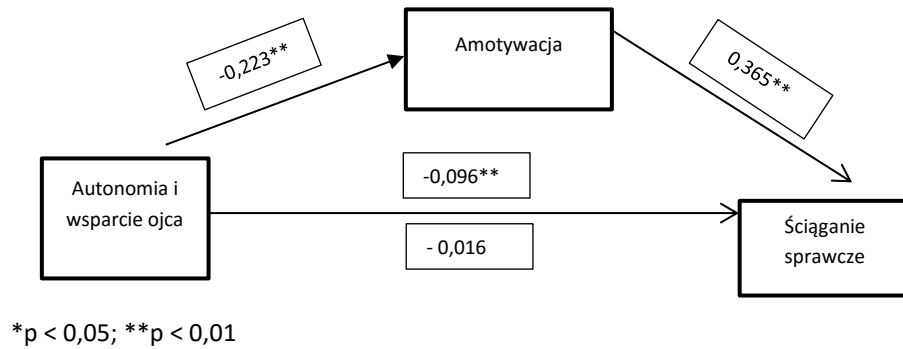 Amotywacja
-0,223**
0,365**
Autonomia i
wsparcie ojca
-0,096**
- 0,016
Ściąganie
sprawcze
*p < 0,05; **p < 0,01